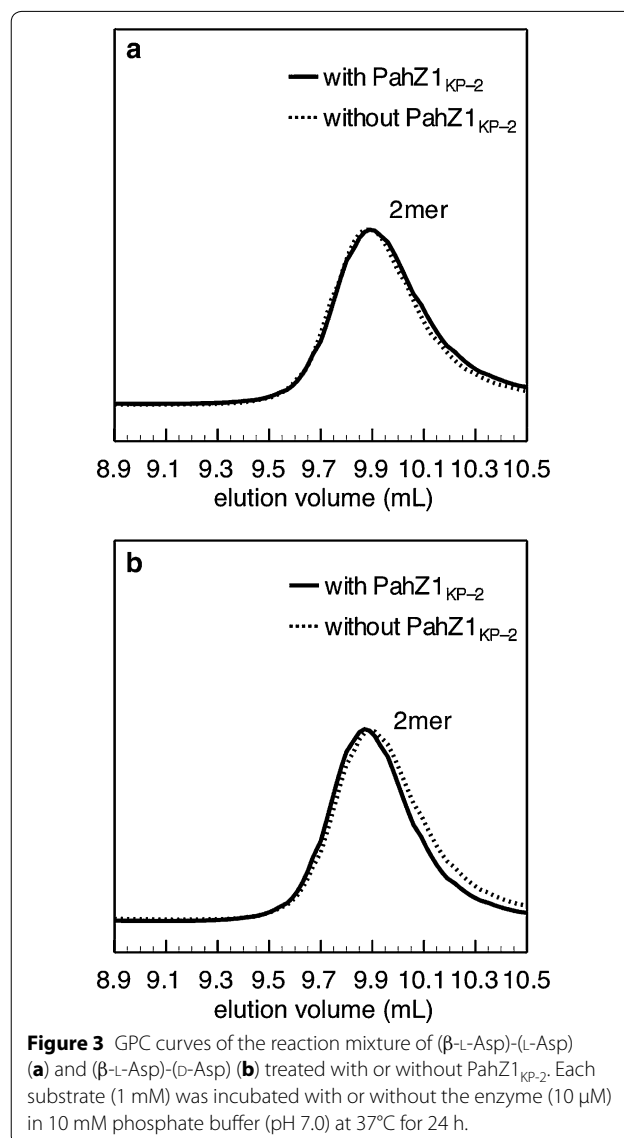 a
with PahZ1KP–2
without PahZ1KP–2
2mer
8.9 9.1 9.3 9.5 9.7 9.9 10.1 10.3 10.5
elution volume (mL)
b
with PahZ1KP–2
without PahZ1KP–2
2mer
8.9 9.1 9.3 9.5 9.7 9.9 10.1 10.3 10.5
elution volume (mL)
Figure 3 GPC curves of the reaction mixture of (β-L-Asp)-(L-Asp)
(a) and (β-L-Asp)-(D-Asp) (b) treated with or without PahZ1KP-2. Each
substrate (1 mM) was incubated with or without the enzyme (10 μM)
in 10 mM phosphate buffer (pH 7.0) at 37°C for 24 h.